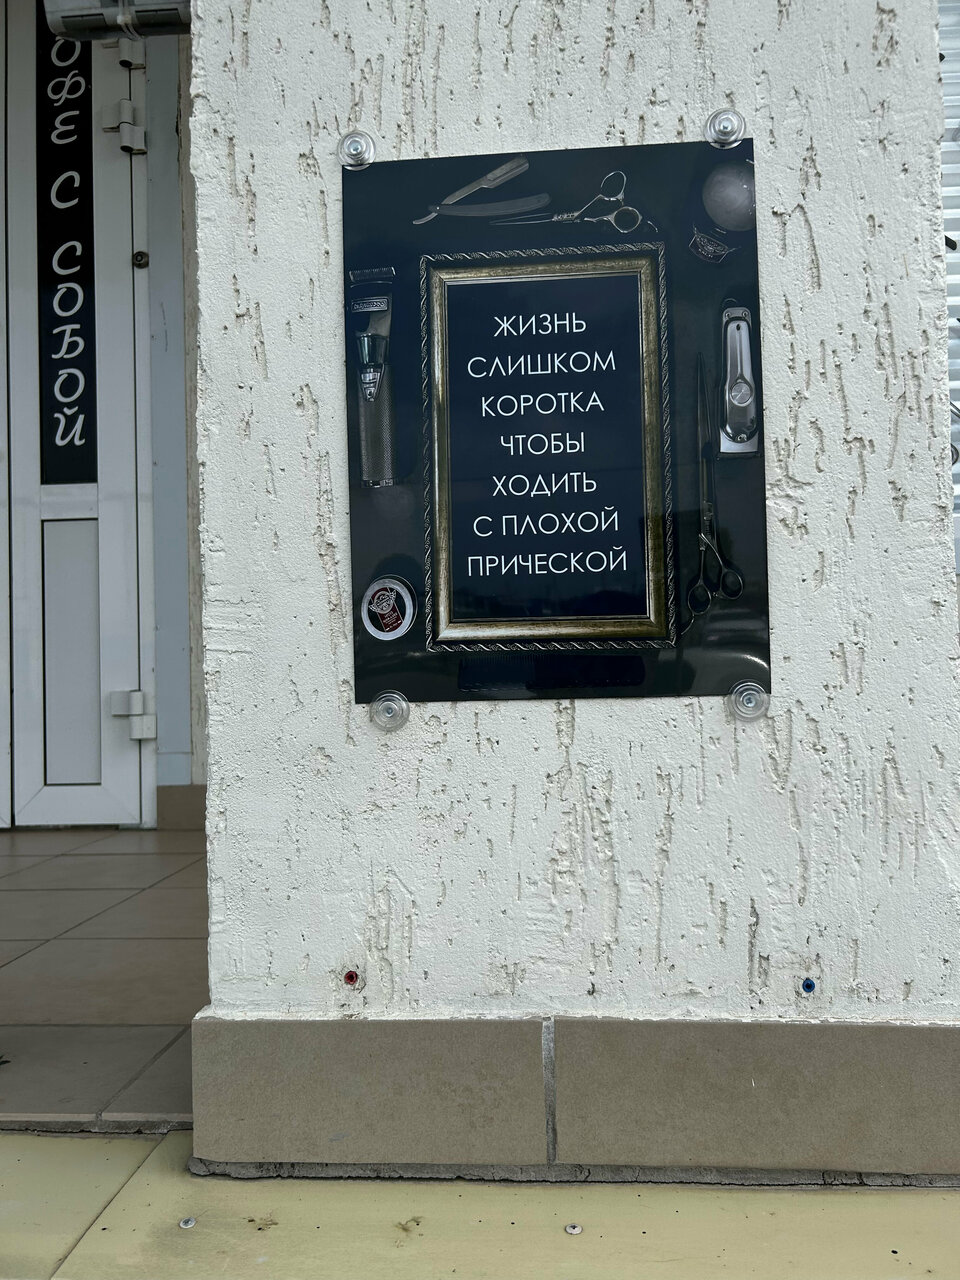 ЖИЗНЬ
СЛИШКОМ
КОРОТКА
ЧТОБЫ
ХОДИТЬ
С ПЛОХОЙ
ПРИЧЕСКОЙ
ОФЕ С СОБОЙ